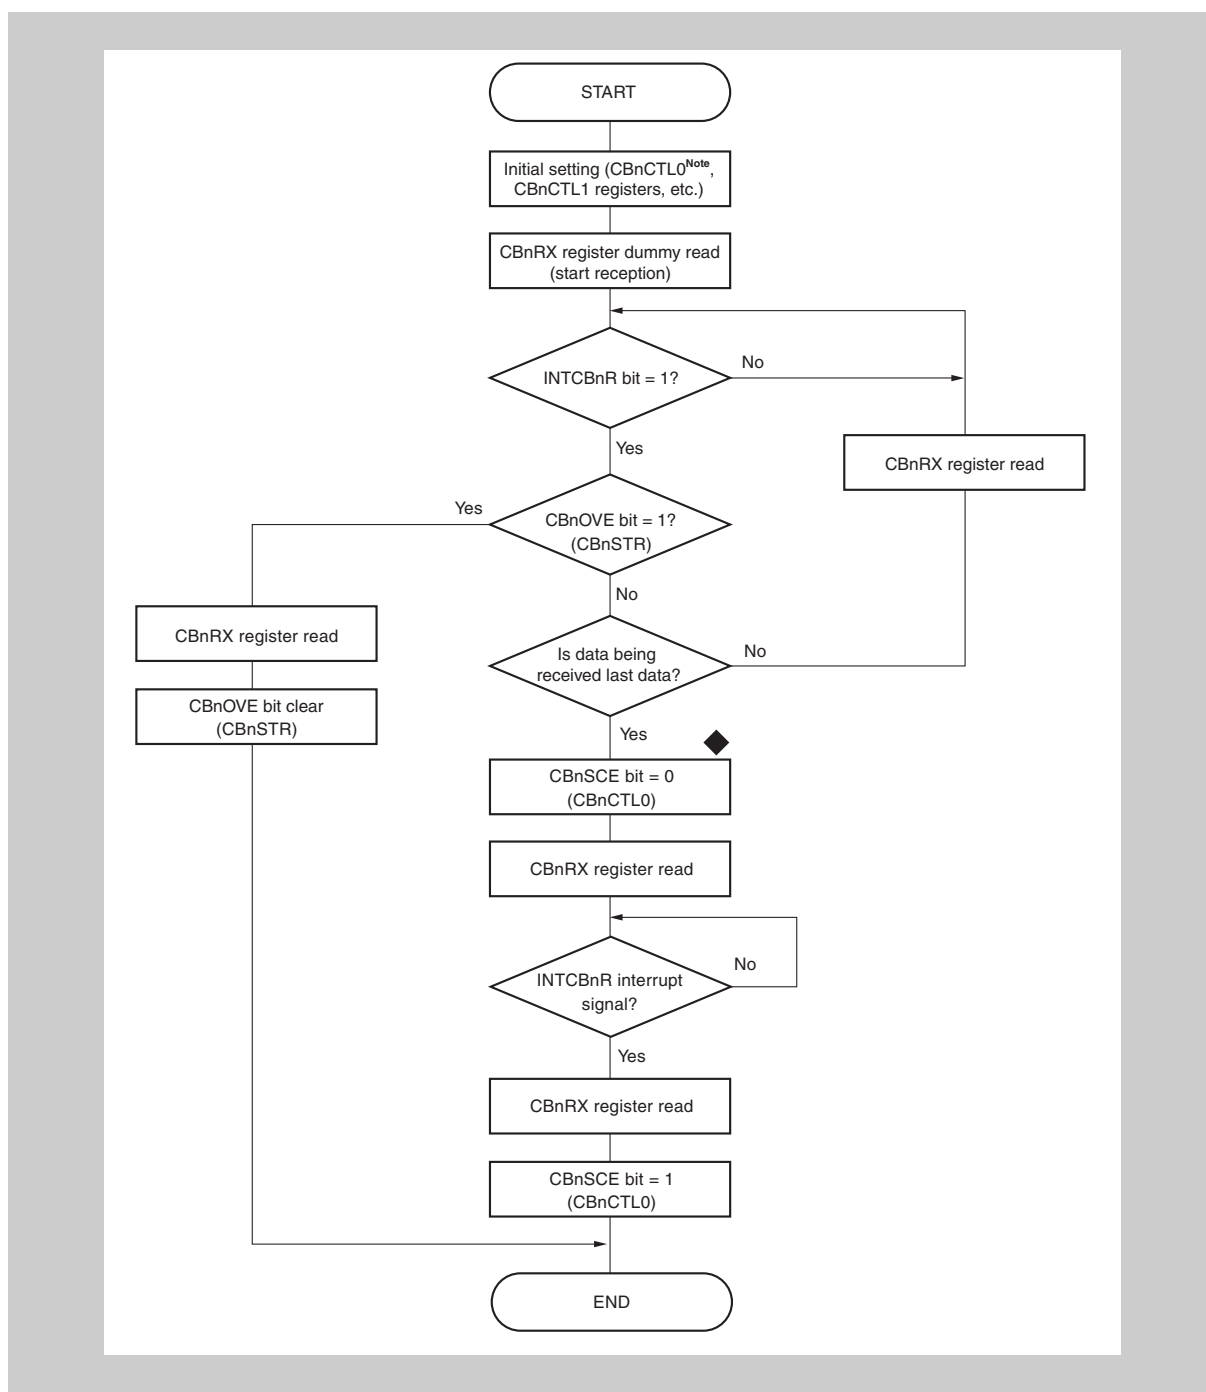 START
Initial setting (CBnCTL0Note,
CBnCTL1 registers, etc.)
CBnRX register dummy read
(start reception)
INTCBnR bit = 1?
No
Yes
CBnRX register read
CBnOVE bit = 1?
(CBnSTR)
Yes
No
CBnRX register read
CBnOVE bit clear
(CBnSTR)
Is data being
received last data?
No
Yes
CBnSCE bit = 0
(CBnCTL0)
CBnRX register read
INTCBnR interrupt
signal?
No
Yes
CBnRX register read
CBnSCE bit = 1
(CBnCTL0)
END